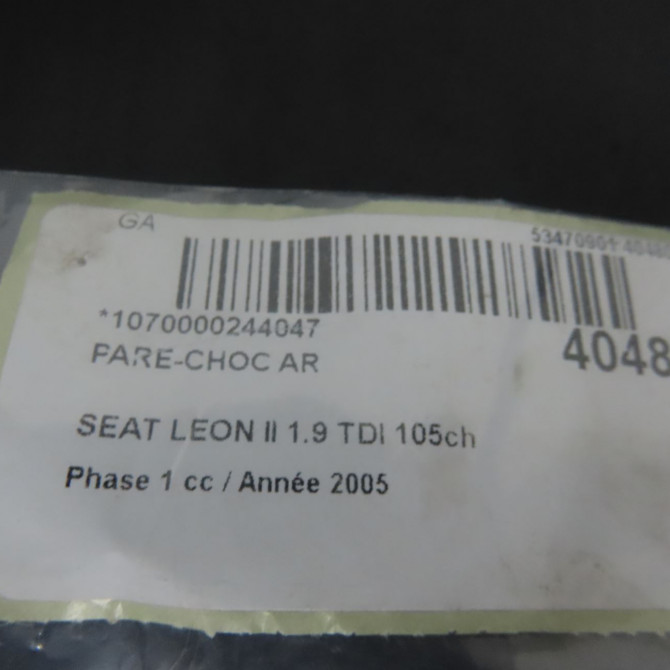 GA
*1070000244047
PARE-CHOC AR
4048
SEAT LEON II 1.9 TDI 105ch
Phase 1 cc / Année 2005